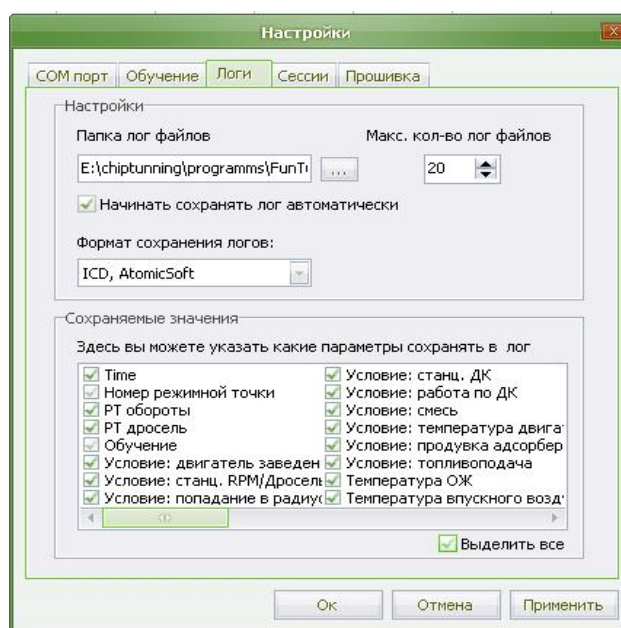 Настройки
COM порт Обучение Логи Сессии Прошивка
Настройки
Папка лог файлов Макс. кол-во лог файлов
E:\chiptunning\programms\FunTu ... 20
Начинать сохранять лог автоматически
Формат сохранения логов:
ICD, AtomicSoft
Сохраняемые значения
Здесь вы можете указать какие параметры сохранять в лог
Time Условие: станц. ДК
Номер режимной точки Условие: работа по ДК
РТ обороты Условие: смесь
РТ дросель Условие: температура двига
Обучение Условие: продувка адсорбер
Условие: двигатель заведен Условие: топливоподача
Условие: станц. RPM/Дросель Температура ОЖ
Условие: попадание в радиус Температура впускного возд
Выделить все
Ок Отмена Применить